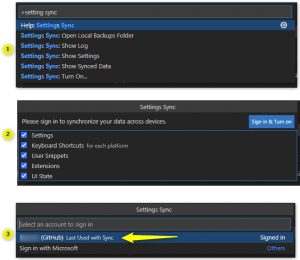 >setting sync
Help: Settings Sync
Settings Sync: Open Local Backups Folder
Settings Sync: Show Log
Settings Sync: Show Settings
Settings Sync: Show Synced Data
Settings Sync: Turn On...
1
Settings Sync
Please sign in to synchronize your data across devices.
Sign in & Turn on
2
Settings
Keyboard Shortcuts for each platform
User Snippets
Extensions
UI State
Settings Sync
3
Select an account to sign in
(GitHub) Last Used with Sync
Signed in
Sign in with Microsoft
Others